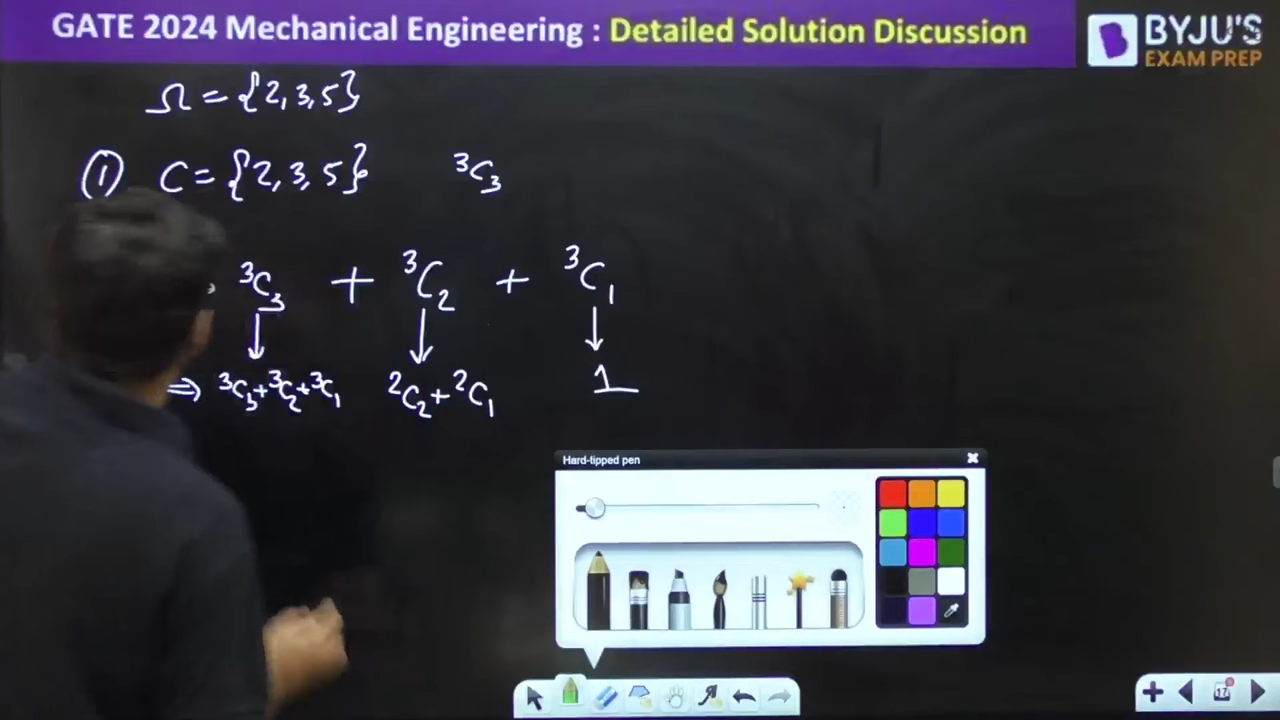 GATE 2024 Mechanical Engineering : Detailed Solution Discussion
BYJU'S
EXAM PREP
Ω = {2,3,5}
① C = {2,3,5} ³C₃
³C₃ + ³C₂ + ³C₁
⇒ ³C₃+³C₂+³C₁ ²C₂+²C₁ 1
Hard-tipped pen
17